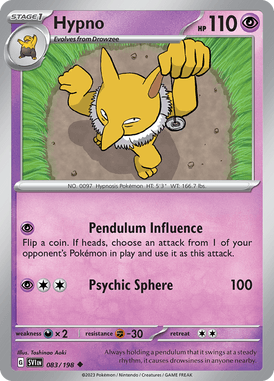 STAGE 1
Hypno
HP 110
Evolves from Drowzee
NO. 0097 Hypnosis Pokémon HT: 5'3" WT: 166.7 lbs.
Pendulum Influence
Flip a coin. If heads, choose an attack from 1 of your
opponent's Pokémon in play and use it as this attack.
Psychic Sphere 100
weakness ×2 resistance -30 retreat
Illus. Toshinao Aoki
G SVI EN 083/198
Always holding a pendulum that it swings at a steady
rhythm, it causes drowsiness in anyone nearby.
©2023 Pokémon / Nintendo / Creatures / GAME FREAK